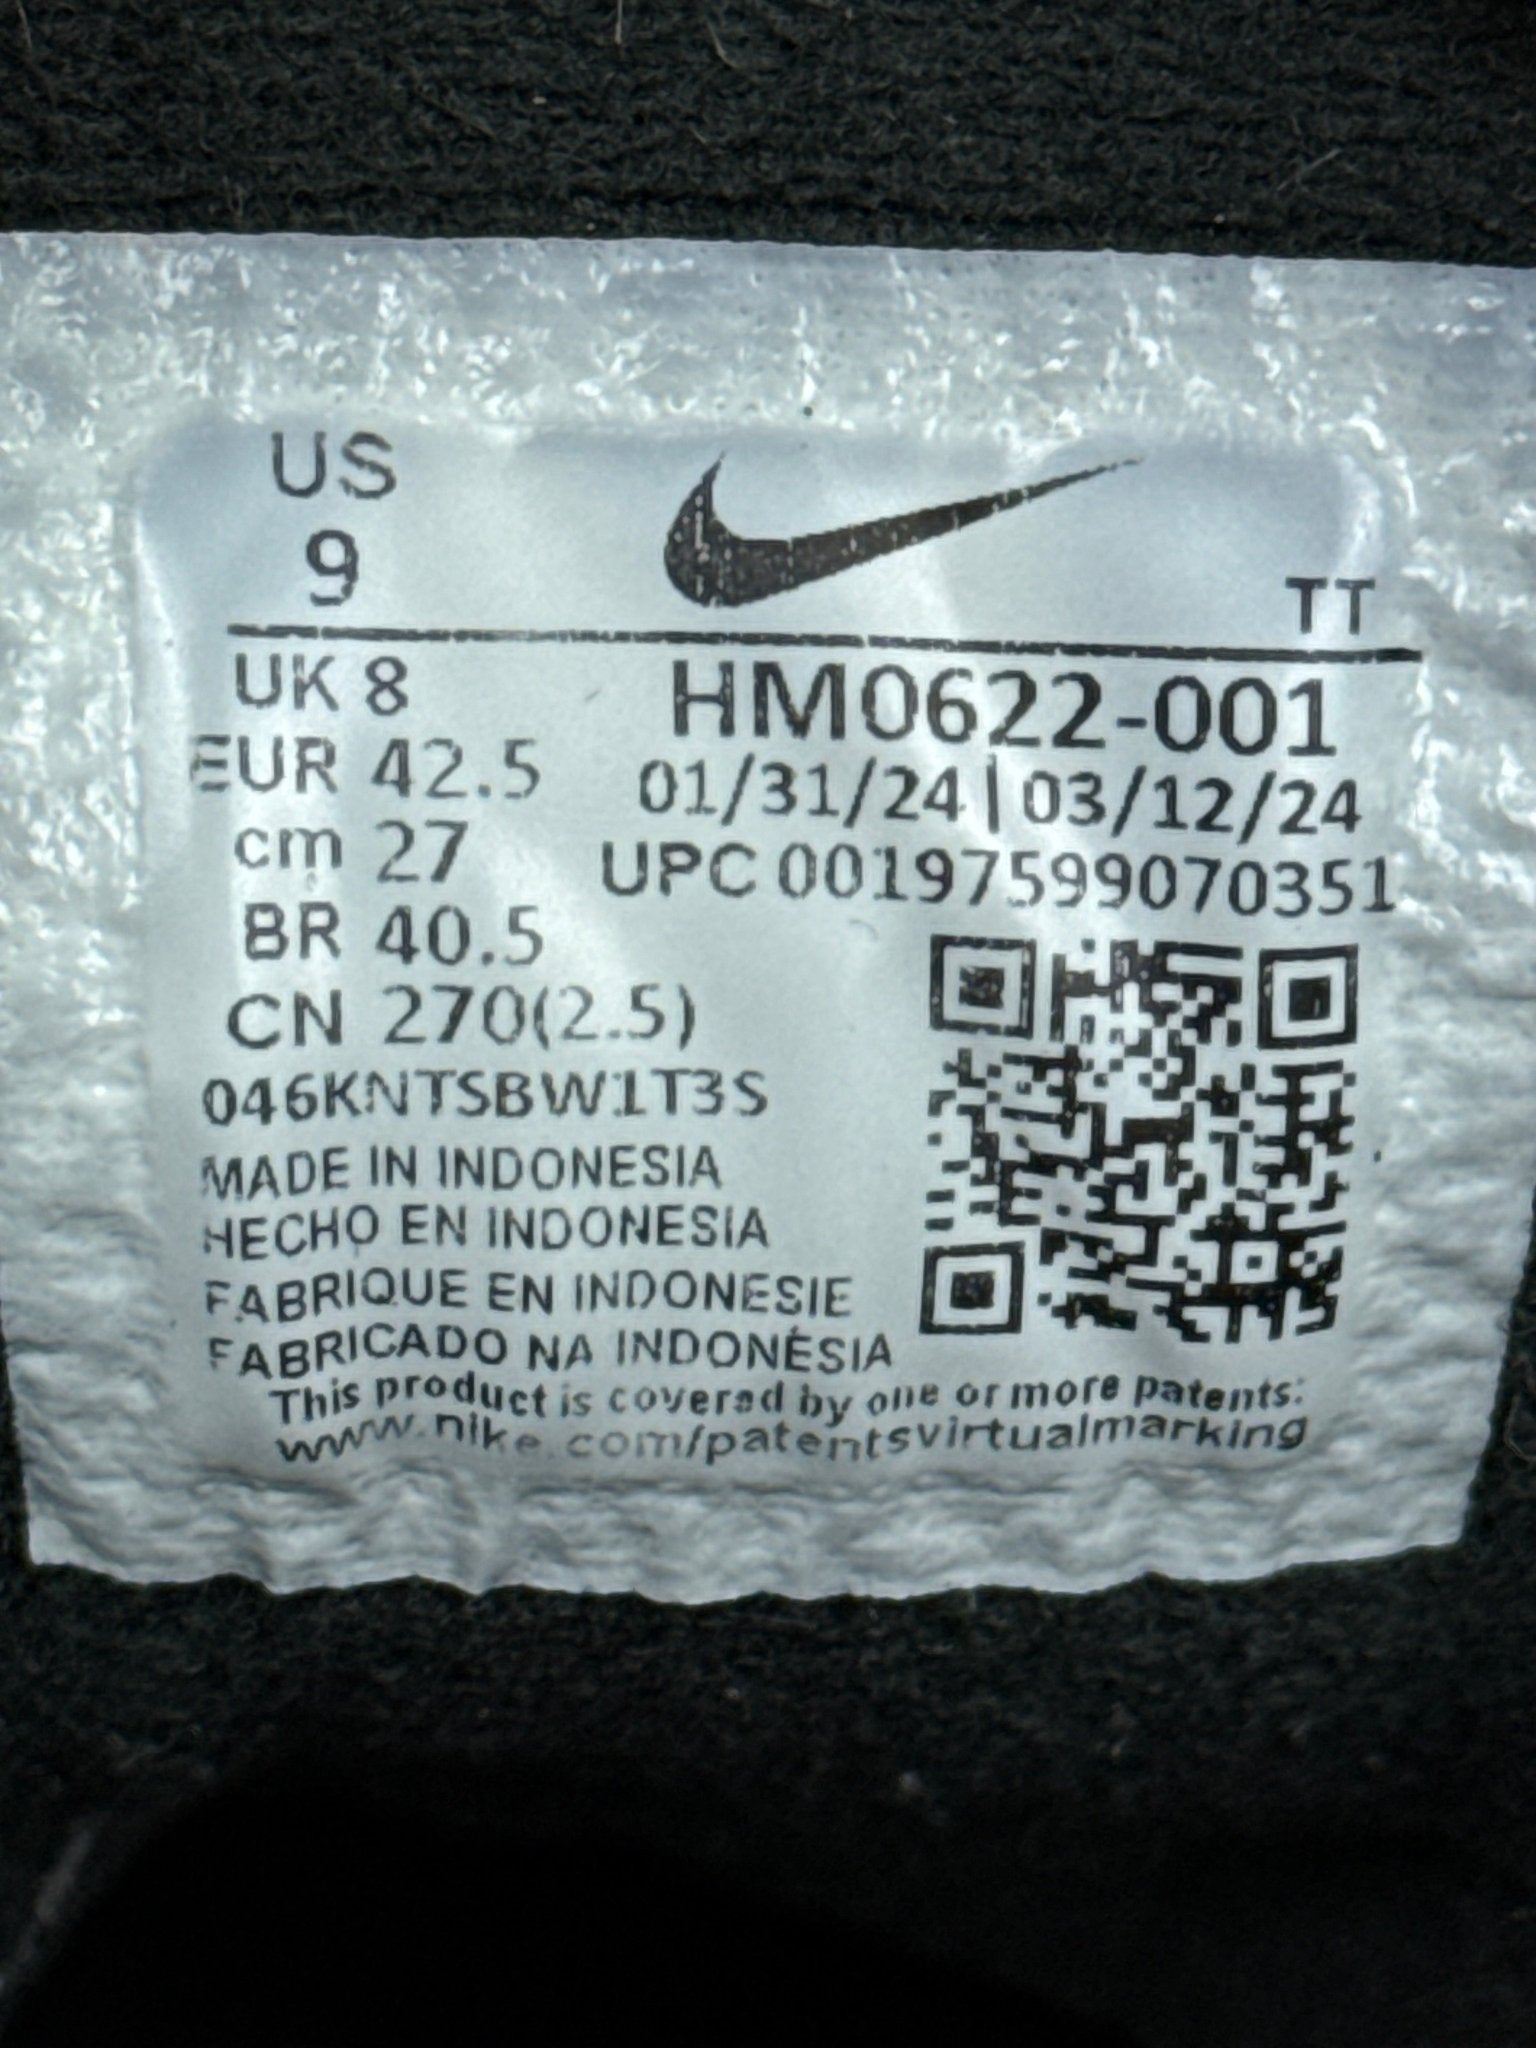 US
9
TT
UK 8
HM0622-001
EUR 42.5
01/31/24 | 03/12/24
cm 27
UPC 00197599070351
BR 40.5
CN 270(2.5)
046KNTSBW1T3S
MADE IN INDONESIA
HECHO EN INDONESIA
FABRIQUE EN INDONESIE
FABRICADO NA INDONÉSIA
This product is covered by one or more patents:
www.nike.com/patentsvirtualmarking